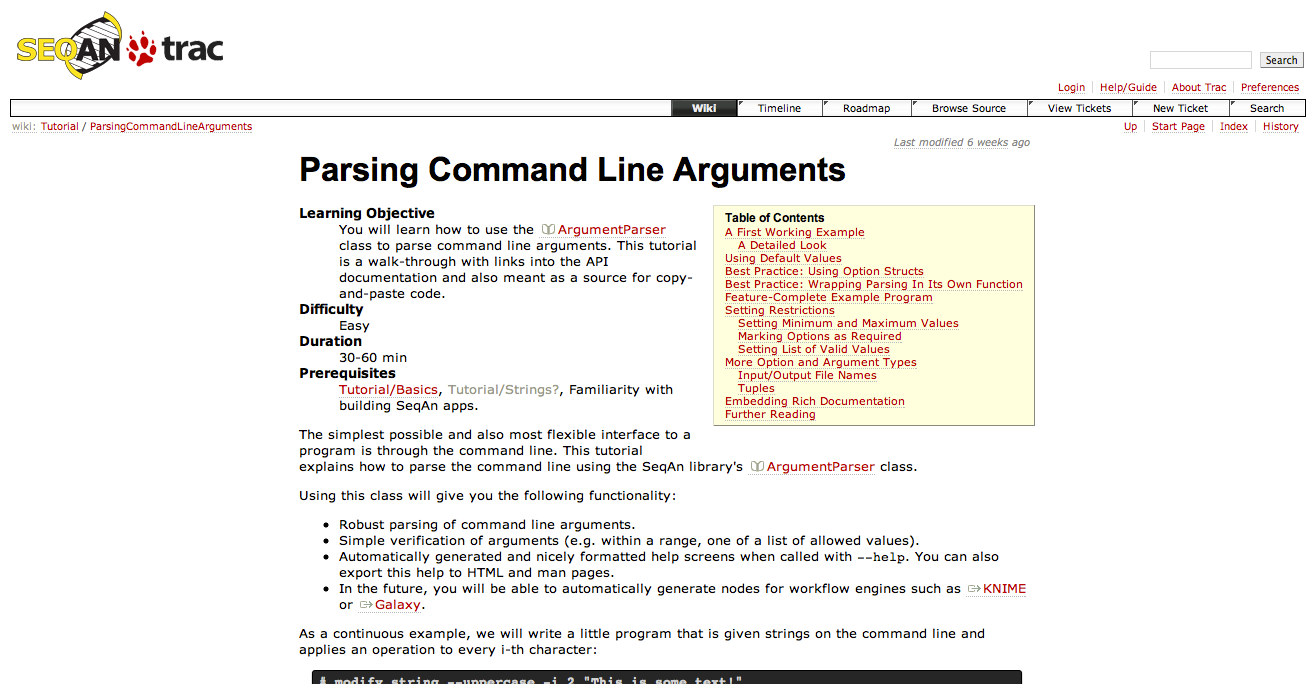 SEQAN trac
Search
Login Help/Guide About Trac Preferences
Wiki Timeline Roadmap Browse Source View Tickets New Ticket Search
wiki: Tutorial / ParsingCommandLineArguments
Up Start Page Index History
Last modified 6 weeks ago
Parsing Command Line Arguments
Learning Objective
You will learn how to use the ArgumentParser
class to parse command line arguments. This tutorial
is a walk-through with links into the API
documentation and also meant as a source for copy-
and-paste code.
Difficulty
Easy
Duration
30-60 min
Prerequisites
Tutorial/Basics, Tutorial/Strings?, Familiarity with
building SeqAn apps.
Table of Contents
A First Working Example
A Detailed Look
Using Default Values
Best Practice: Using Option Structs
Best Practice: Wrapping Parsing In Its Own Function
Feature-Complete Example Program
Setting Restrictions
Setting Minimum and Maximum Values
Marking Options as Required
Setting List of Valid Values
More Option and Argument Types
Input/Output File Names
Tuples
Embedding Rich Documentation
Further Reading
The simplest possible and also most flexible interface to a
program is through the command line. This tutorial
explains how to parse the command line using the SeqAn library's ArgumentParser class.
Using this class will give you the following functionality:
• Robust parsing of command line arguments.
• Simple verification of arguments (e.g. within a range, one of a list of allowed values).
• Automatically generated and nicely formatted help screens when called with --help. You can also
export this help to HTML and man pages.
• In the future, you will be able to automatically generate nodes for workflow engines such as KNIME
or Galaxy.
As a continuous example, we will write a little program that is given strings on the command line and
applies an operation to every i-th character:
# modify_string --uppercase -i 2 "This is some text!"